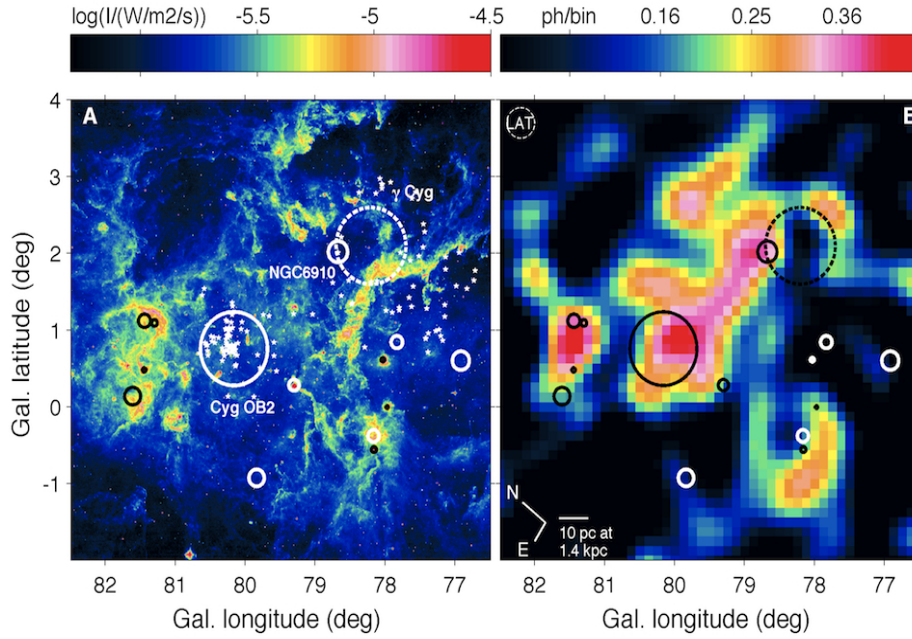 log(I/(W/m2/s)) -5.5 -5 -4.5
ph/bin 0.16 0.25 0.36
A
γ Cyg
NGC6910
Cyg OB2
4
3
2
1
0
-1
Gal. latitude (deg)
82 81 80 79 78 77
Gal. longitude (deg)
LAT
N
E
10 pc at
1.4 kpc
82 81 80 79 78 77
Gal. longitude (deg)